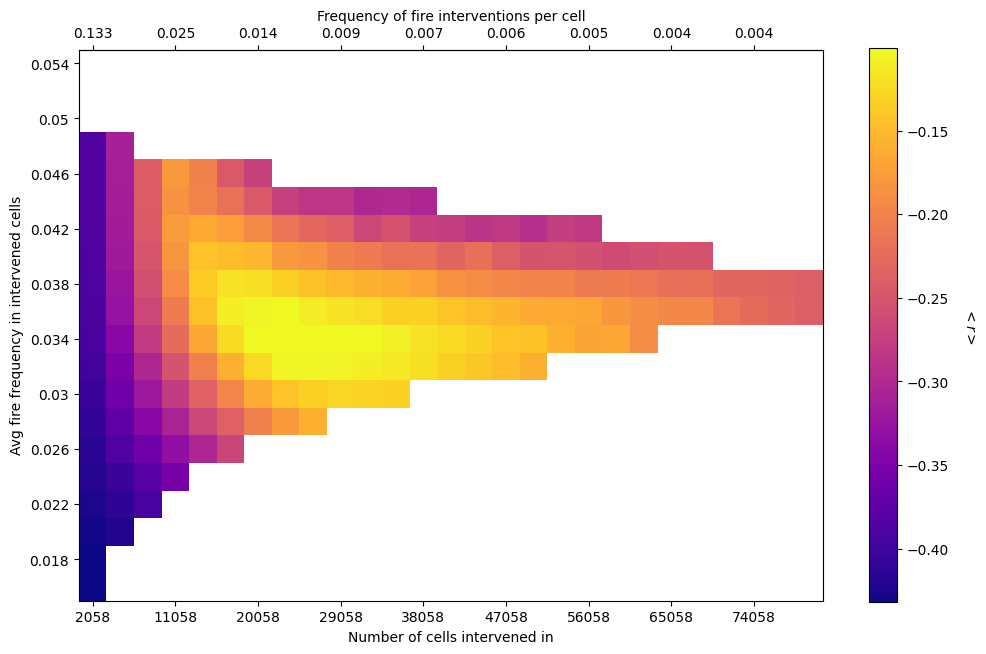 Frequency of fire interventions per cell
0.133 0.025 0.014 0.009 0.007 0.006 0.005 0.004 0.004
Avg fire frequency in intervened cells
0.054
0.05
0.046
0.042
0.038
0.034
0.03
0.026
0.022
0.018
2058 11058 20058 29058 38058 47058 56058 65058 74058
Number of cells intervened in
−0.15
−0.20
−0.25
−0.30
−0.35
−0.40
< r >